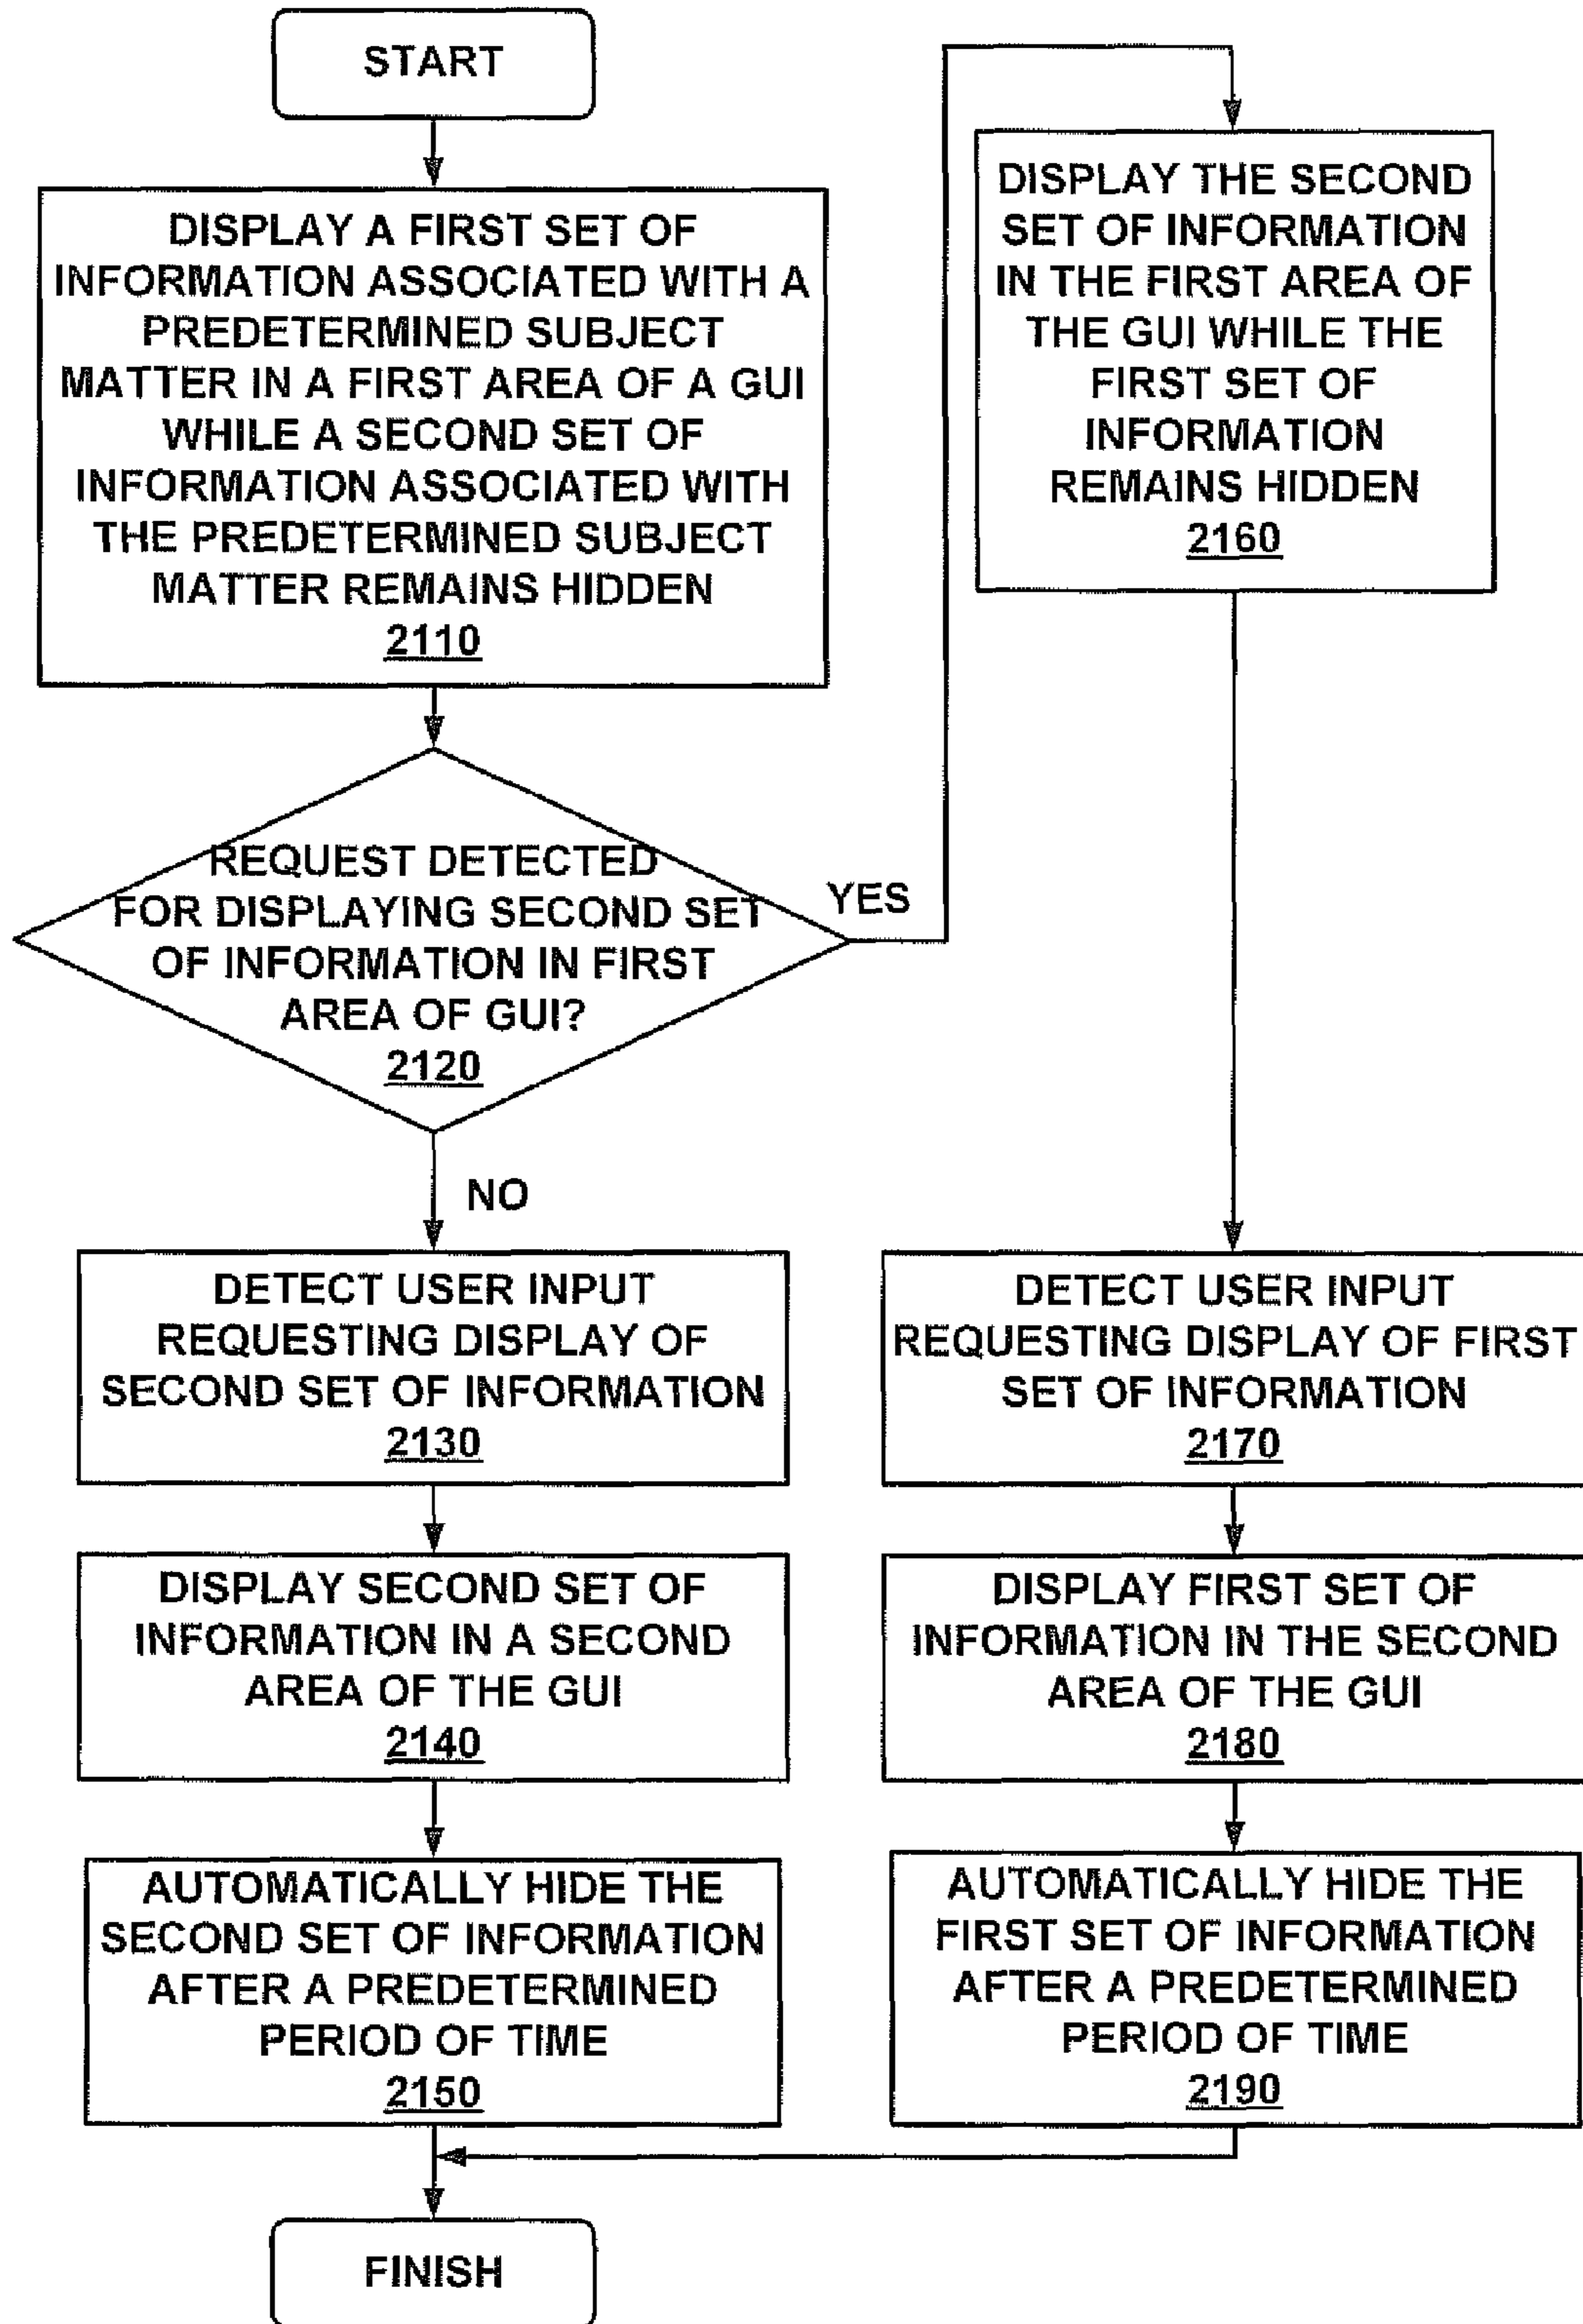 START
DISPLAY A FIRST SET OF
INFORMATION ASSOCIATED WITH A
PREDETERMINED SUBJECT
MATTER IN A FIRST AREA OF A GUI
WHILE A SECOND SET OF
INFORMATION ASSOCIATED WITH
THE PREDETERMINED SUBJECT
MATTER REMAINS HIDDEN
2110
REQUEST DETECTED
FOR DISPLAYING SECOND SET
OF INFORMATION IN FIRST
AREA OF GUI?
2120
YES
NO
DETECT USER INPUT
REQUESTING DISPLAY OF
SECOND SET OF INFORMATION
2130
DISPLAY SECOND SET OF
INFORMATION IN A SECOND
AREA OF THE GUI
2140
AUTOMATICALLY HIDE THE
SECOND SET OF INFORMATION
AFTER A PREDETERMINED
PERIOD OF TIME
2150
DISPLAY THE SECOND
SET OF INFORMATION
IN THE FIRST AREA OF
THE GUI WHILE THE
FIRST SET OF
INFORMATION
REMAINS HIDDEN
2160
DETECT USER INPUT
REQUESTING DISPLAY OF FIRST
SET OF INFORMATION
2170
DISPLAY FIRST SET OF
INFORMATION IN THE SECOND
AREA OF THE GUI
2180
AUTOMATICALLY HIDE THE
FIRST SET OF INFORMATION
AFTER A PREDETERMINED
PERIOD OF TIME
2190
FINISH